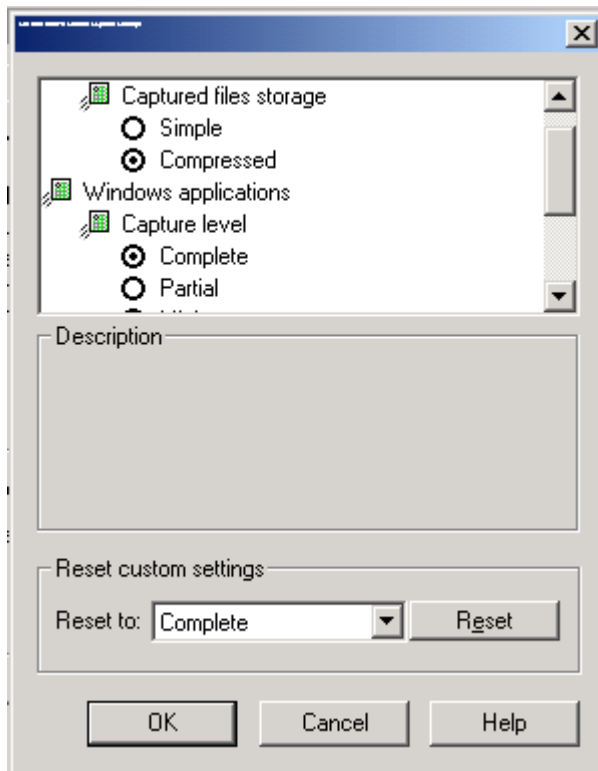 Captured files storage
Simple
Compressed
Windows applications
Capture level
Complete
Partial
Description
Reset custom settings
Reset to: Complete Reset
OK Cancel Help